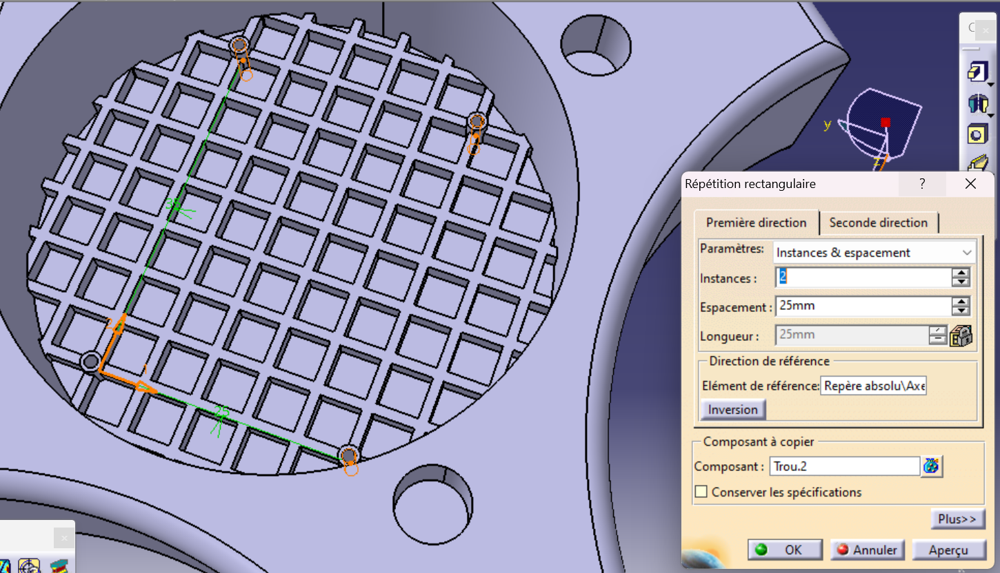 Répétition rectangulaire ?
Première direction Seconde direction
Paramètres: Instances & espacement
Instances : 2
Espacement : 25mm
Longueur : 25mm
Direction de référence
Elément de référence: Repère absolu\Axe
Inversion
Composant à copier
Composant : Trou.2
Conserver les spécifications
Plus>>
OK Annuler Aperçu
y
z
2
1
25
C